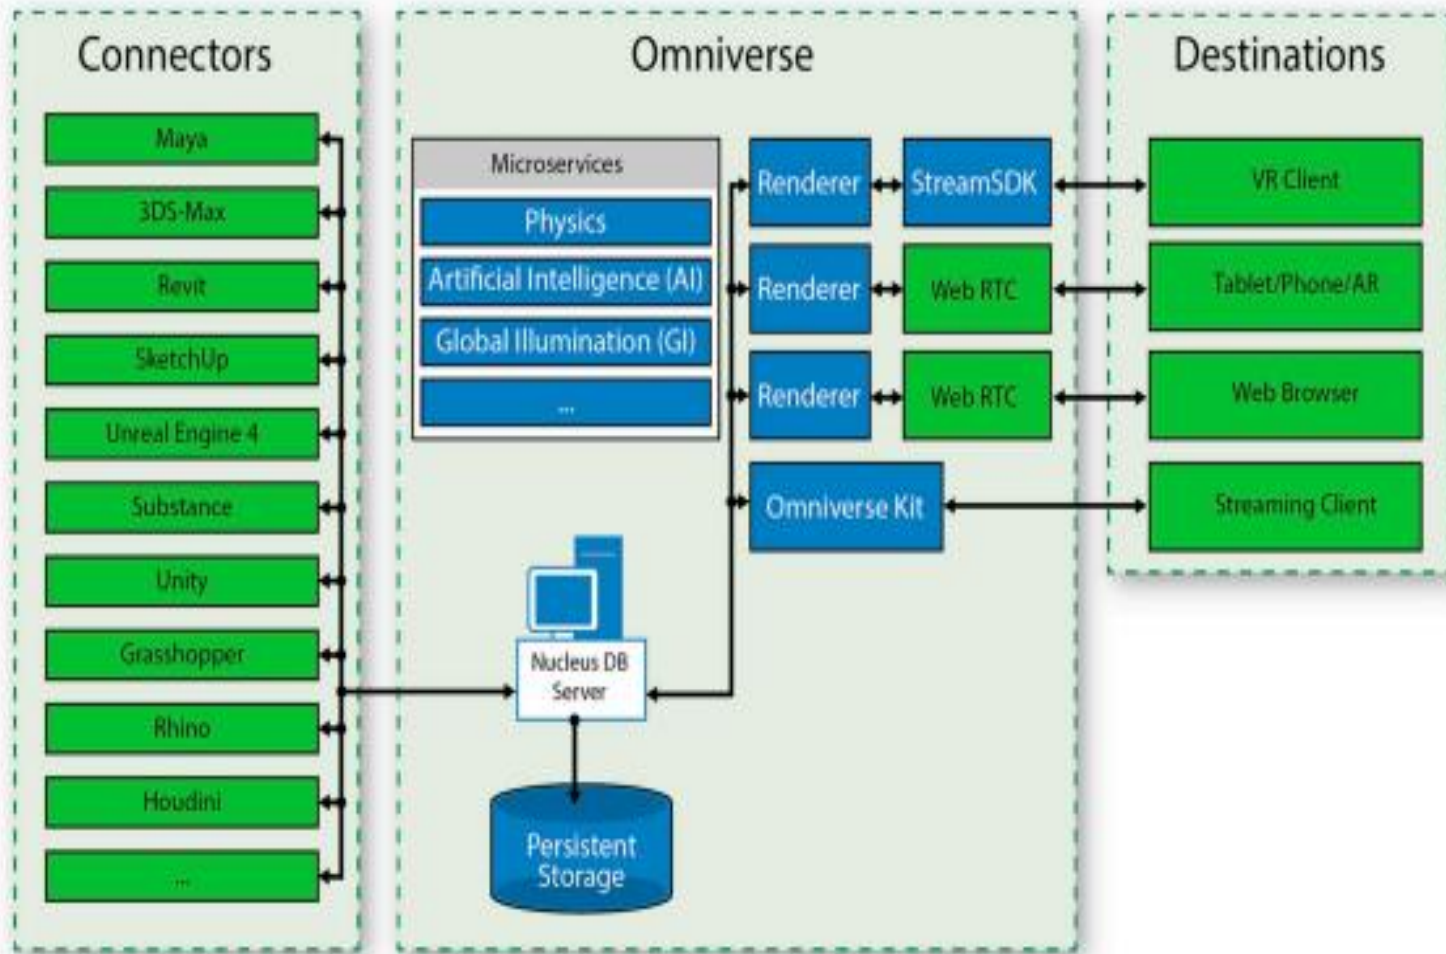 Connectors
Maya
3DS-Max
Revit
SketchUp
Unreal Engine 4
Substance
Unity
Grasshopper
Rhino
Houdini
...
Omniverse
Microservices
Physics
Artificial Intelligence (AI)
Global Illumination (GI)
...
Renderer
StreamSDK
Renderer
Web RTC
Renderer
Web RTC
Omniverse Kit
Nucleus DB
Server
Persistent
Storage
Destinations
VR Client
Tablet/Phone/AR
Web Browser
Streaming Client